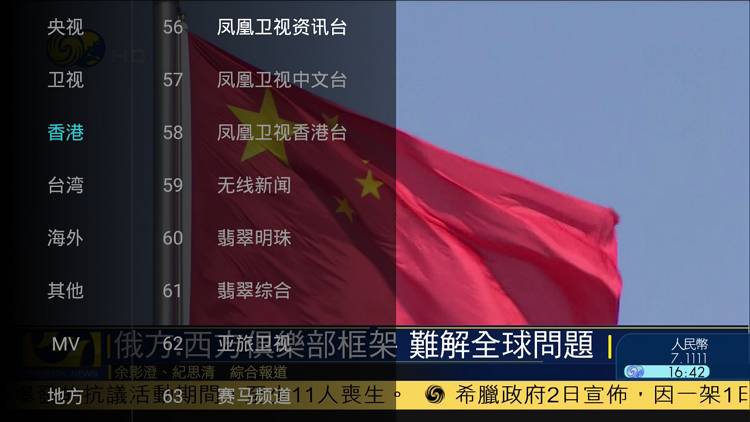 央视 56 凤凰卫视资讯台
HD
卫视 57 凤凰卫视中文台
香港 58 凤凰卫视香港台
台湾 59 无线新闻
海外 60 翡翠明珠
其他 61 翡翠综合
MV 62 亚旅卫视
俄方:西方俱樂部框架 難解全球問題
人民幣
7.1111
余影澄、紀思清 綜合報道
16:42
地方 63 赛马频道
抗議活動期間 11人喪生。 希臘政府2日宣佈，因一架1日